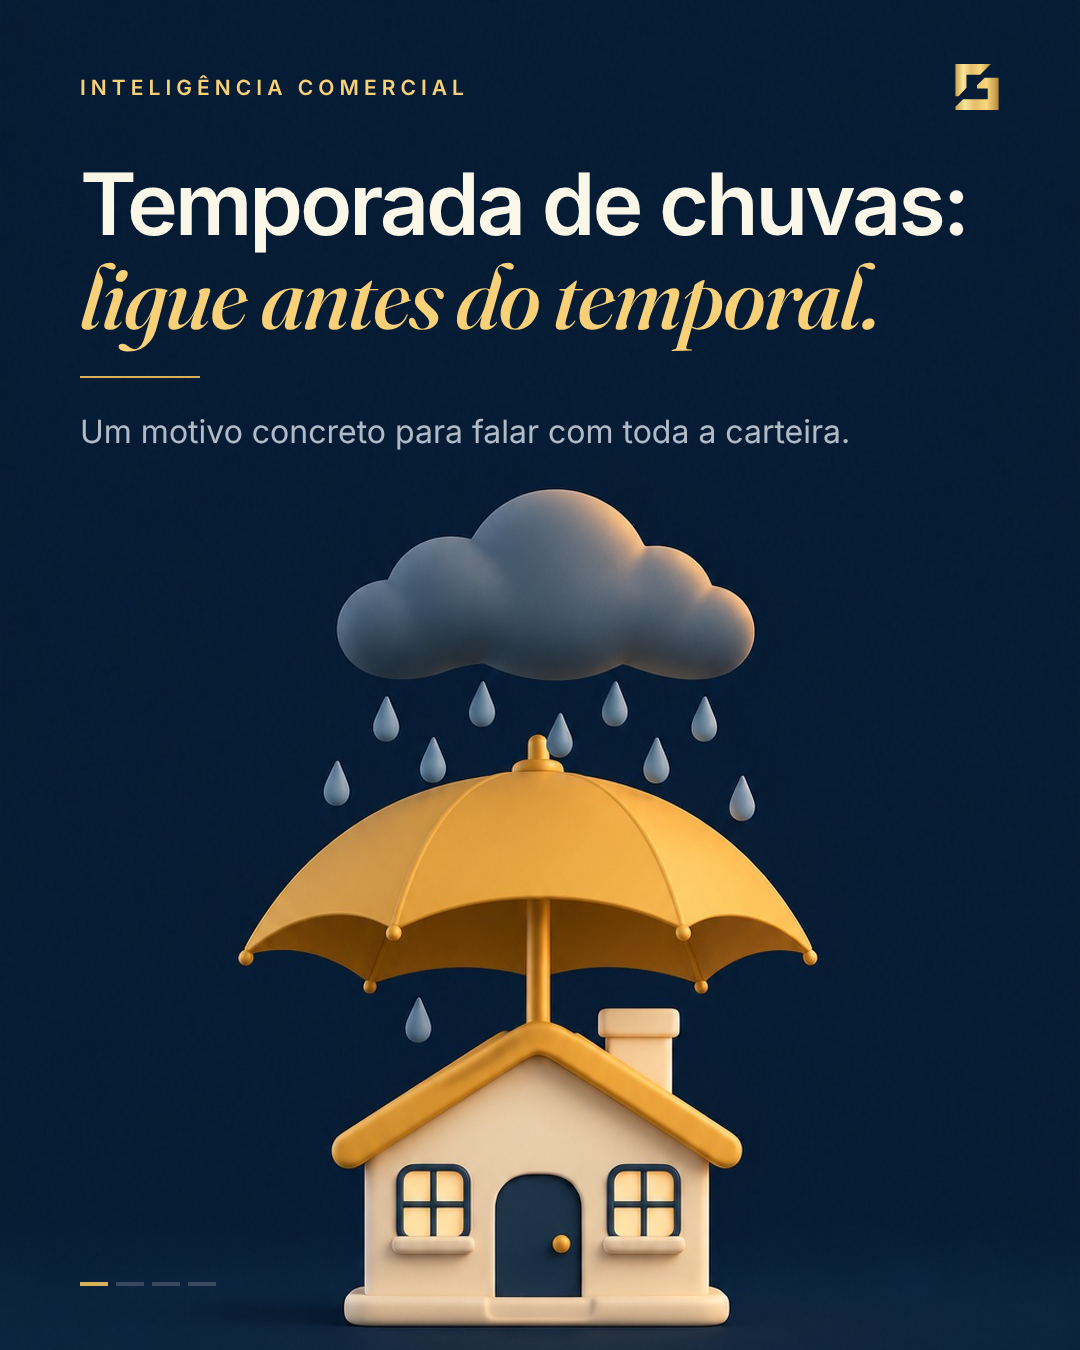 INTELIGÊNCIA COMERCIAL
Temporada de chuvas:
ligue antes do temporal.
Um motivo concreto para falar com toda a carteira.